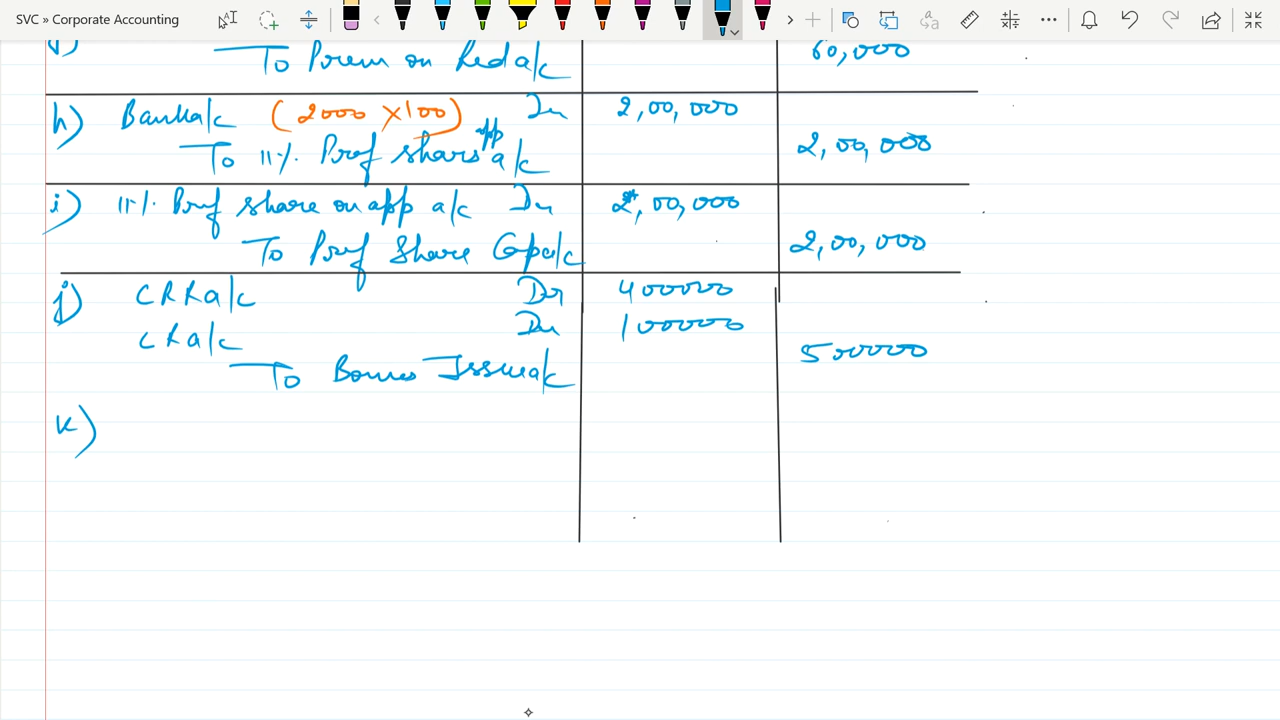 SVC » Corporate Accounting
To Prem on Red a/c 60,000
h) Bank a/c (2000 × 100) Dr 2,00,000
To 11% Pref share app a/c 2,00,000
i) 11% Pref share on app a/c Dr 2,00,000
To Pref Share Cap a/c 2,00,000
j) CRR a/c Dr 400000
CR a/c Dr 100000
To Bonus Issue a/c 500000
k)